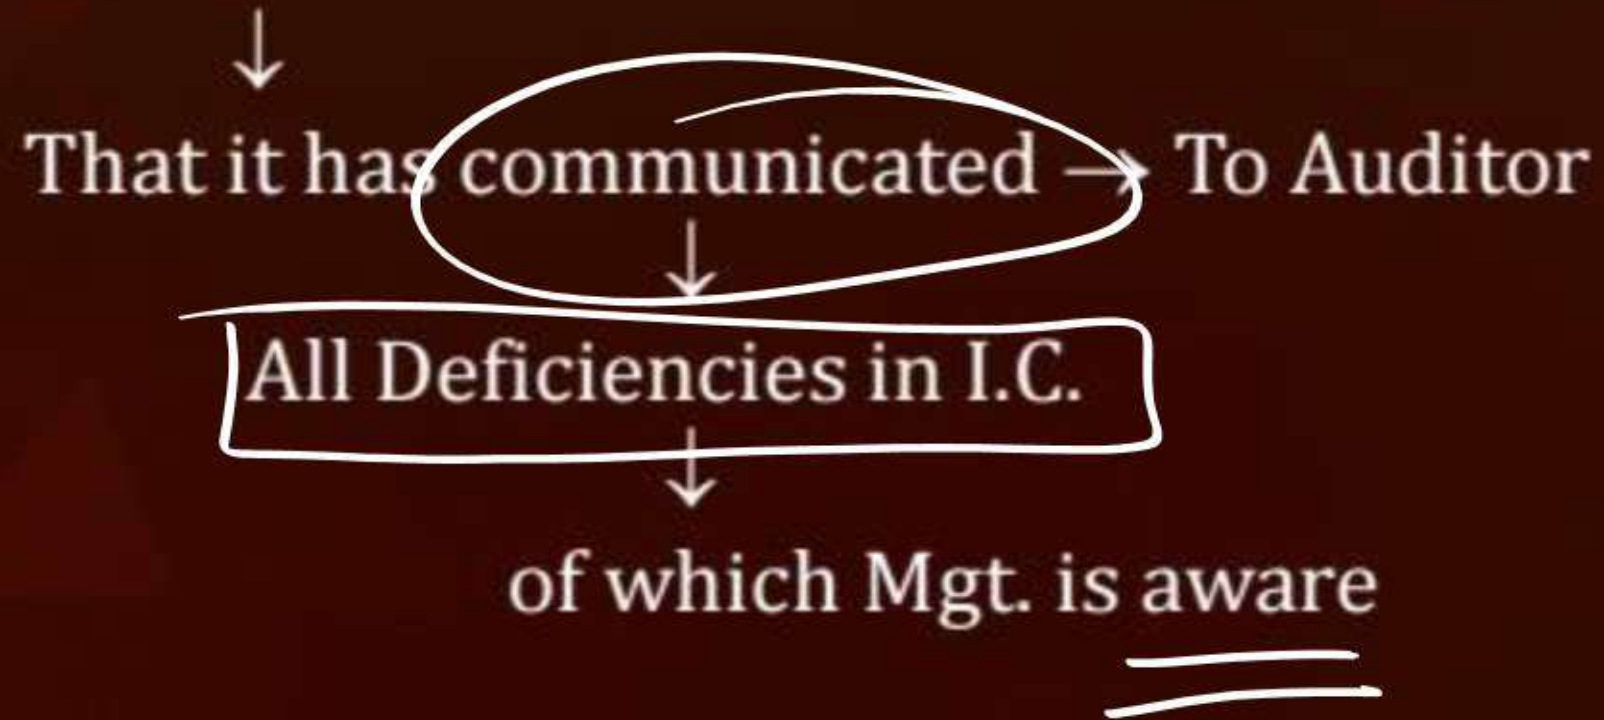 That it has communicated → To Auditor
All Deficiencies in I.C.
of which Mgt. is aware